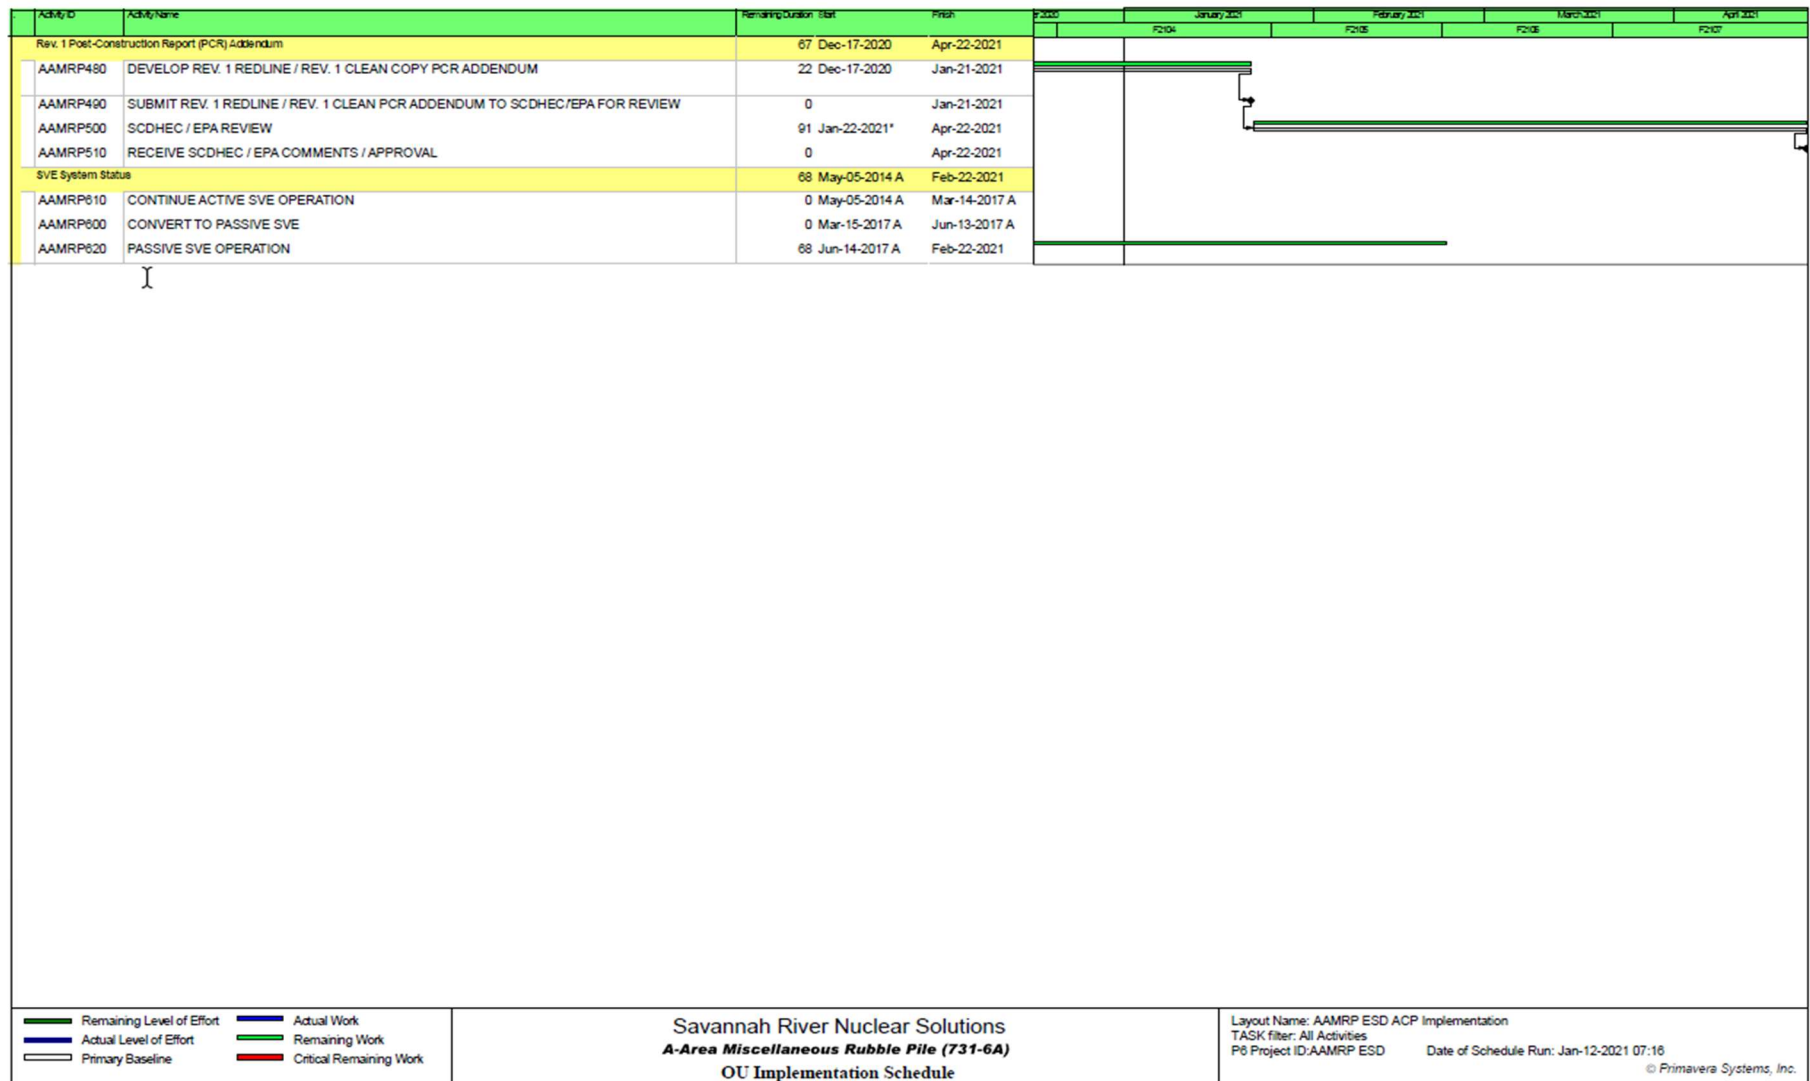 Activity ID Activity Name Remaining Duration Start Finish r 2020 January 2021 February 2021 March 2021 April 2021
F2104 F2105 F2106 F2107
Rev. 1 Post-Construction Report (PCR) Addendum 67 Dec-17-2020 Apr-22-2021
AAMRP480 DEVELOP REV. 1 REDLINE / REV. 1 CLEAN COPY PCR ADDENDUM 22 Dec-17-2020 Jan-21-2021
AAMRP490 SUBMIT REV. 1 REDLINE / REV. 1 CLEAN PCR ADDENDUM TO SCDHEC/EPA FOR REVIEW 0 Jan-21-2021
AAMRP500 SCDHEC / EPA REVIEW 91 Jan-22-2021* Apr-22-2021
AAMRP510 RECEIVE SCDHEC / EPA COMMENTS / APPROVAL 0 Apr-22-2021
SVE System Status 68 May-05-2014 A Feb-22-2021
AAMRP610 CONTINUE ACTIVE SVE OPERATION 0 May-05-2014 A Mar-14-2017 A
AAMRP600 CONVERT TO PASSIVE SVE 0 Mar-15-2017 A Jun-13-2017 A
AAMRP620 PASSIVE SVE OPERATION 68 Jun-14-2017 A Feb-22-2021
Remaining Level of Effort Actual Work
Actual Level of Effort Remaining Work
Primary Baseline Critical Remaining Work
Savannah River Nuclear Solutions
A-Area Miscellaneous Rubble Pile (731-6A)
OU Implementation Schedule
Layout Name: AAMRP ESD ACP Implementation
TASK filter: All Activities
P6 Project ID:AAMRP ESD Date of Schedule Run: Jan-12-2021 07:16
© Primavera Systems, Inc.